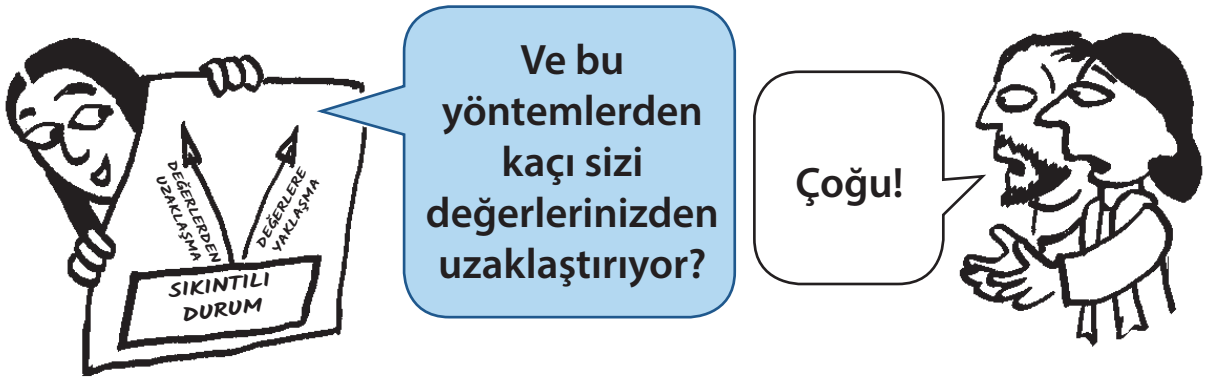 DEĞERLERDEN
UZAKLAŞMA
DEĞERLERE
YAKLAŞMA
SIKINTILI
DURUM
Ve bu
yöntemlerden
kaçı sizi
değerlerinizden
uzaklaştırıyor?
Çoğu!